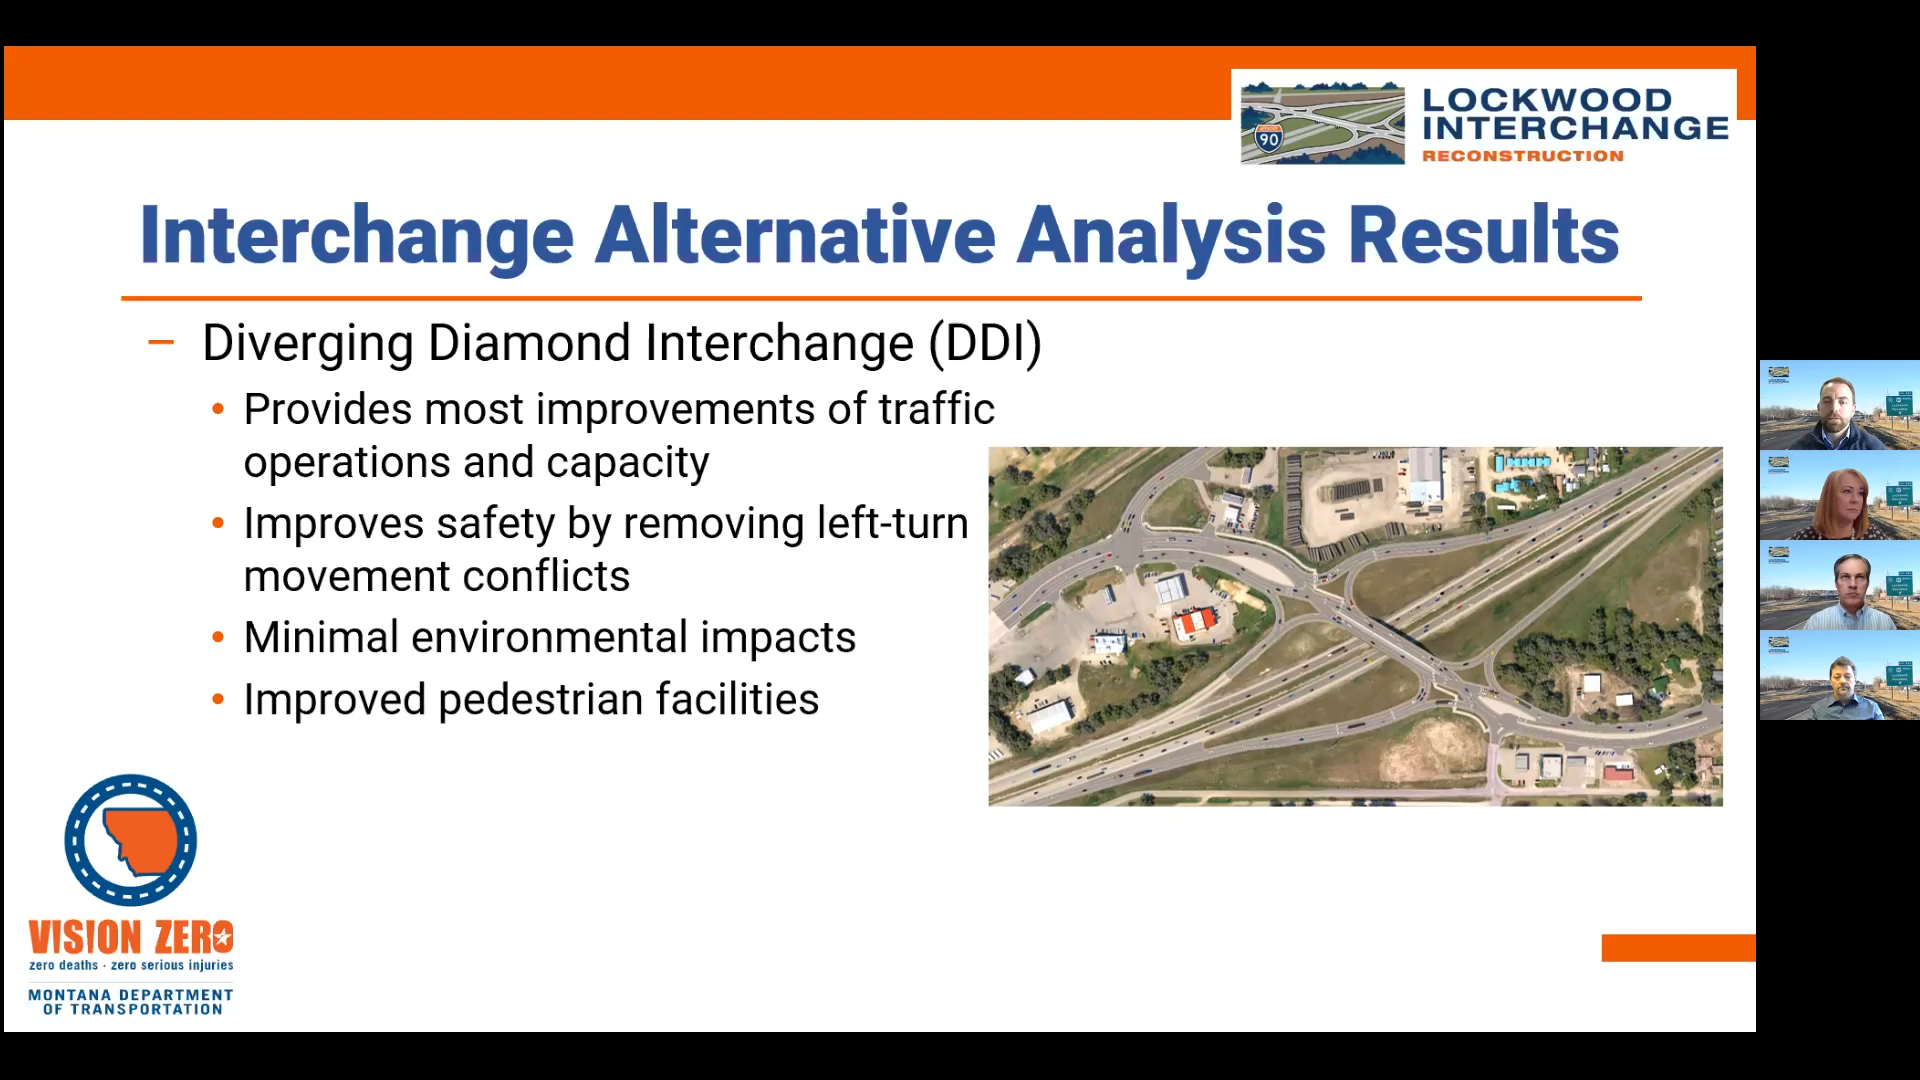 LOCKWOOD
INTERCHANGE
RECONSTRUCTION
90
Interchange Alternative Analysis Results
– Diverging Diamond Interchange (DDI)
• Provides most improvements of traffic
operations and capacity
• Improves safety by removing left-turn
movement conflicts
• Minimal environmental impacts
• Improved pedestrian facilities
VISION ZERO
zero deaths · zero serious injuries
MONTANA DEPARTMENT
OF TRANSPORTATION